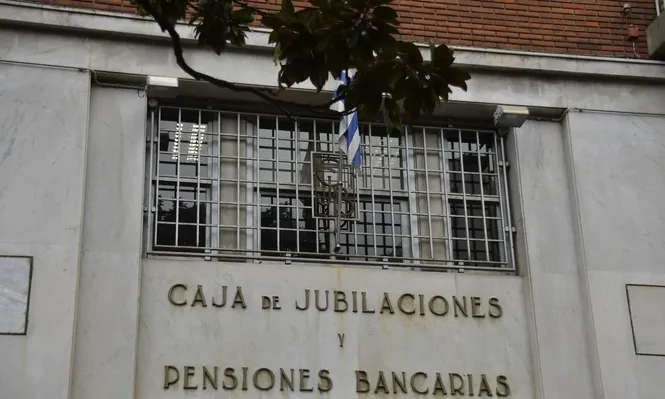 CAJA DE JUBILACIONES
Y
PENSIONES BANCARIAS